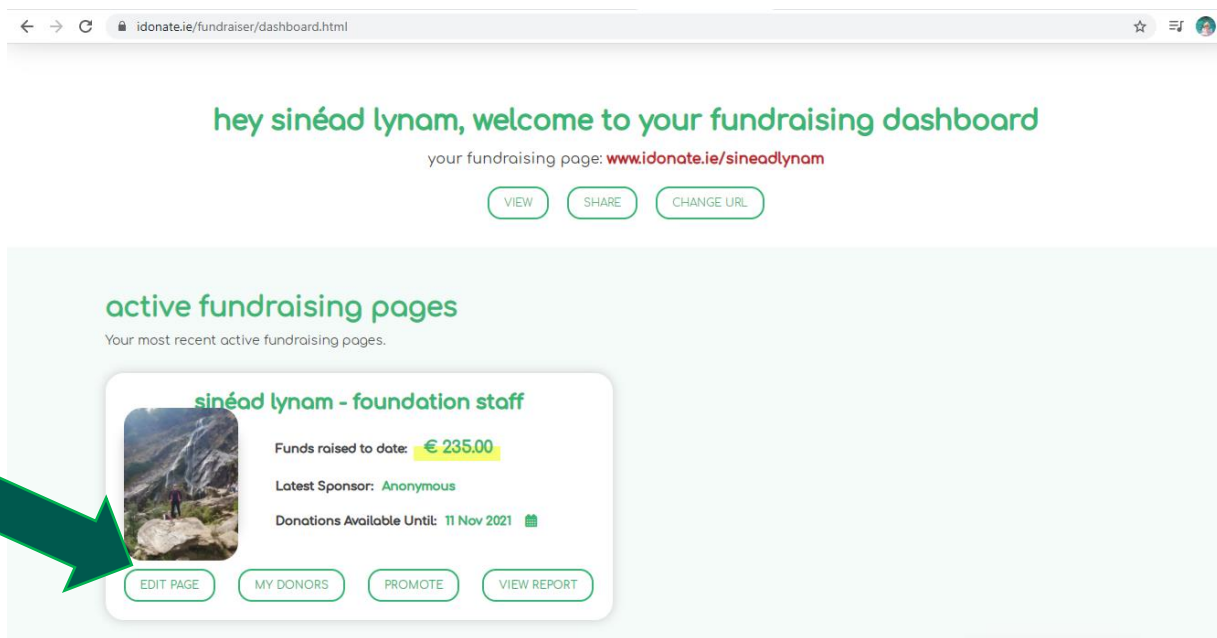 idonate.ie/fundraiser/dashboard.html
hey sinéad lynam, welcome to your fundraising dashboard
your fundraising page: www.idonate.ie/sineadlynam
VIEW SHARE CHANGE URL
active fundraising pages
Your most recent active fundraising pages.
sinéad lynam - foundation staff
Funds raised to date: € 235.00
Latest Sponsor: Anonymous
Donations Available Until: 11 Nov 2021
EDIT PAGE MY DONORS PROMOTE VIEW REPORT